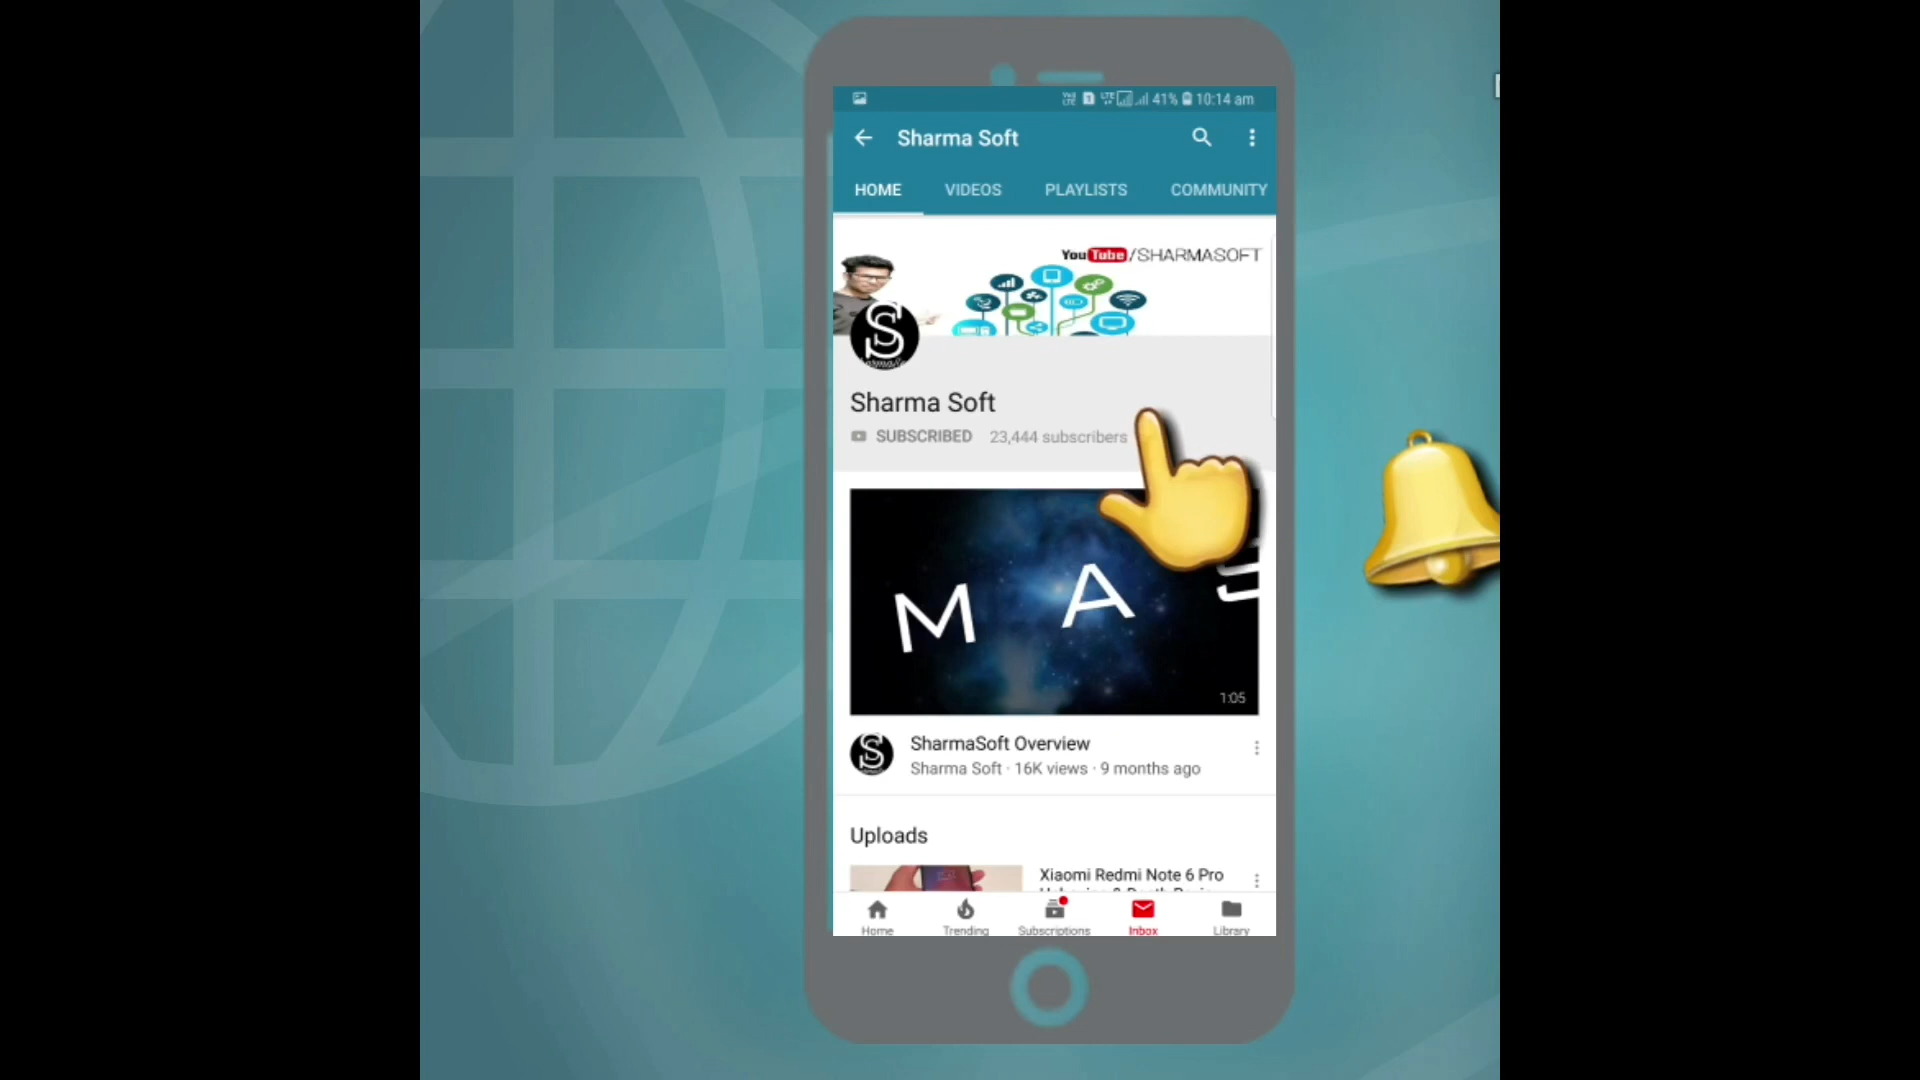 41% 10:14 am
Sharma Soft
HOME VIDEOS PLAYLISTS COMMUNITY
YouTube/SHARMASOFT
Sharma Soft
SUBSCRIBED 23,444 subscribers
M A
1:05
SharmaSoft Overview
Sharma Soft · 16K views · 9 months ago
Uploads
Xiaomi Redmi Note 6 Pro
Home Trending Subscriptions Inbox Library